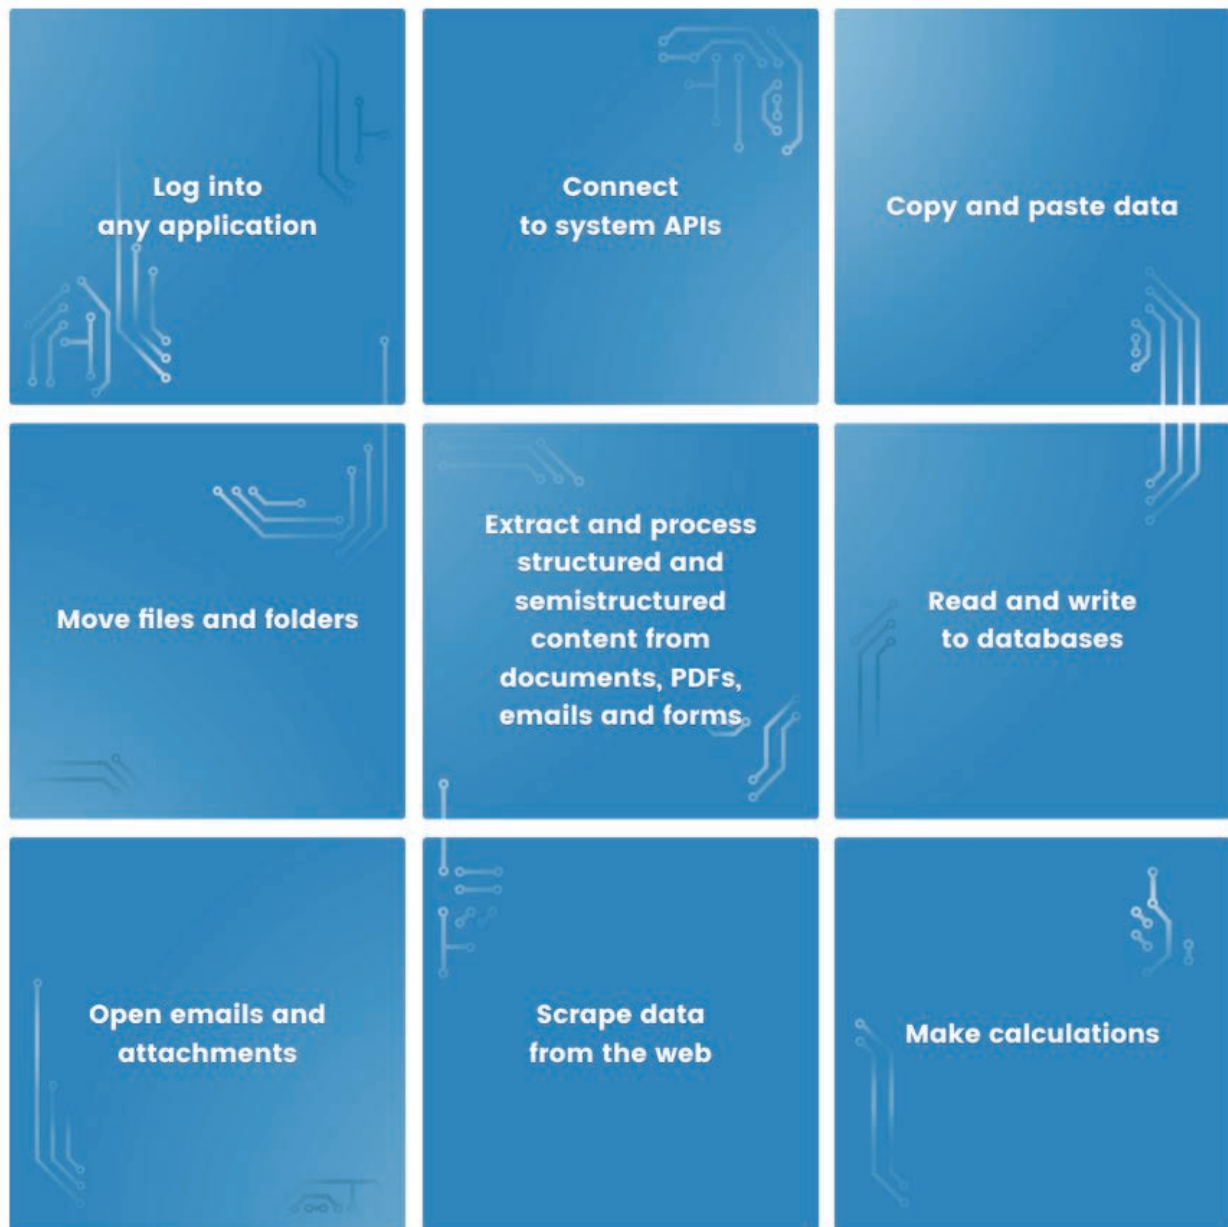 Log into
any application
Connect
to system APIs
Copy and paste data
Move files and folders
Extract and process
structured and
semistructured
content from
documents, PDFs,
emails and forms
Read and write
to databases
Open emails and
attachments
Scrape data
from the web
Make calculations